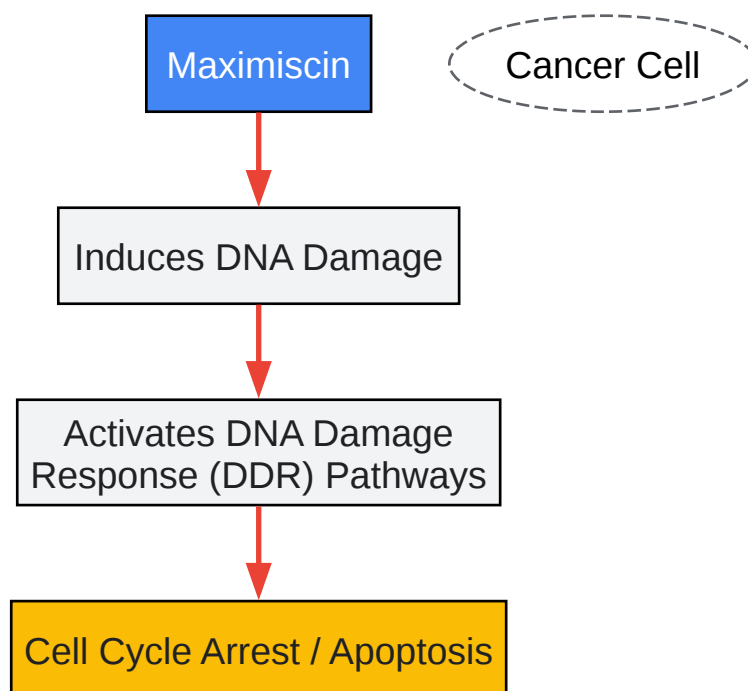 Maximiscin
Cancer Cell
Induces DNA Damage
Activates DNA Damage
Response (DDR) Pathways
Cell Cycle Arrest / Apoptosis